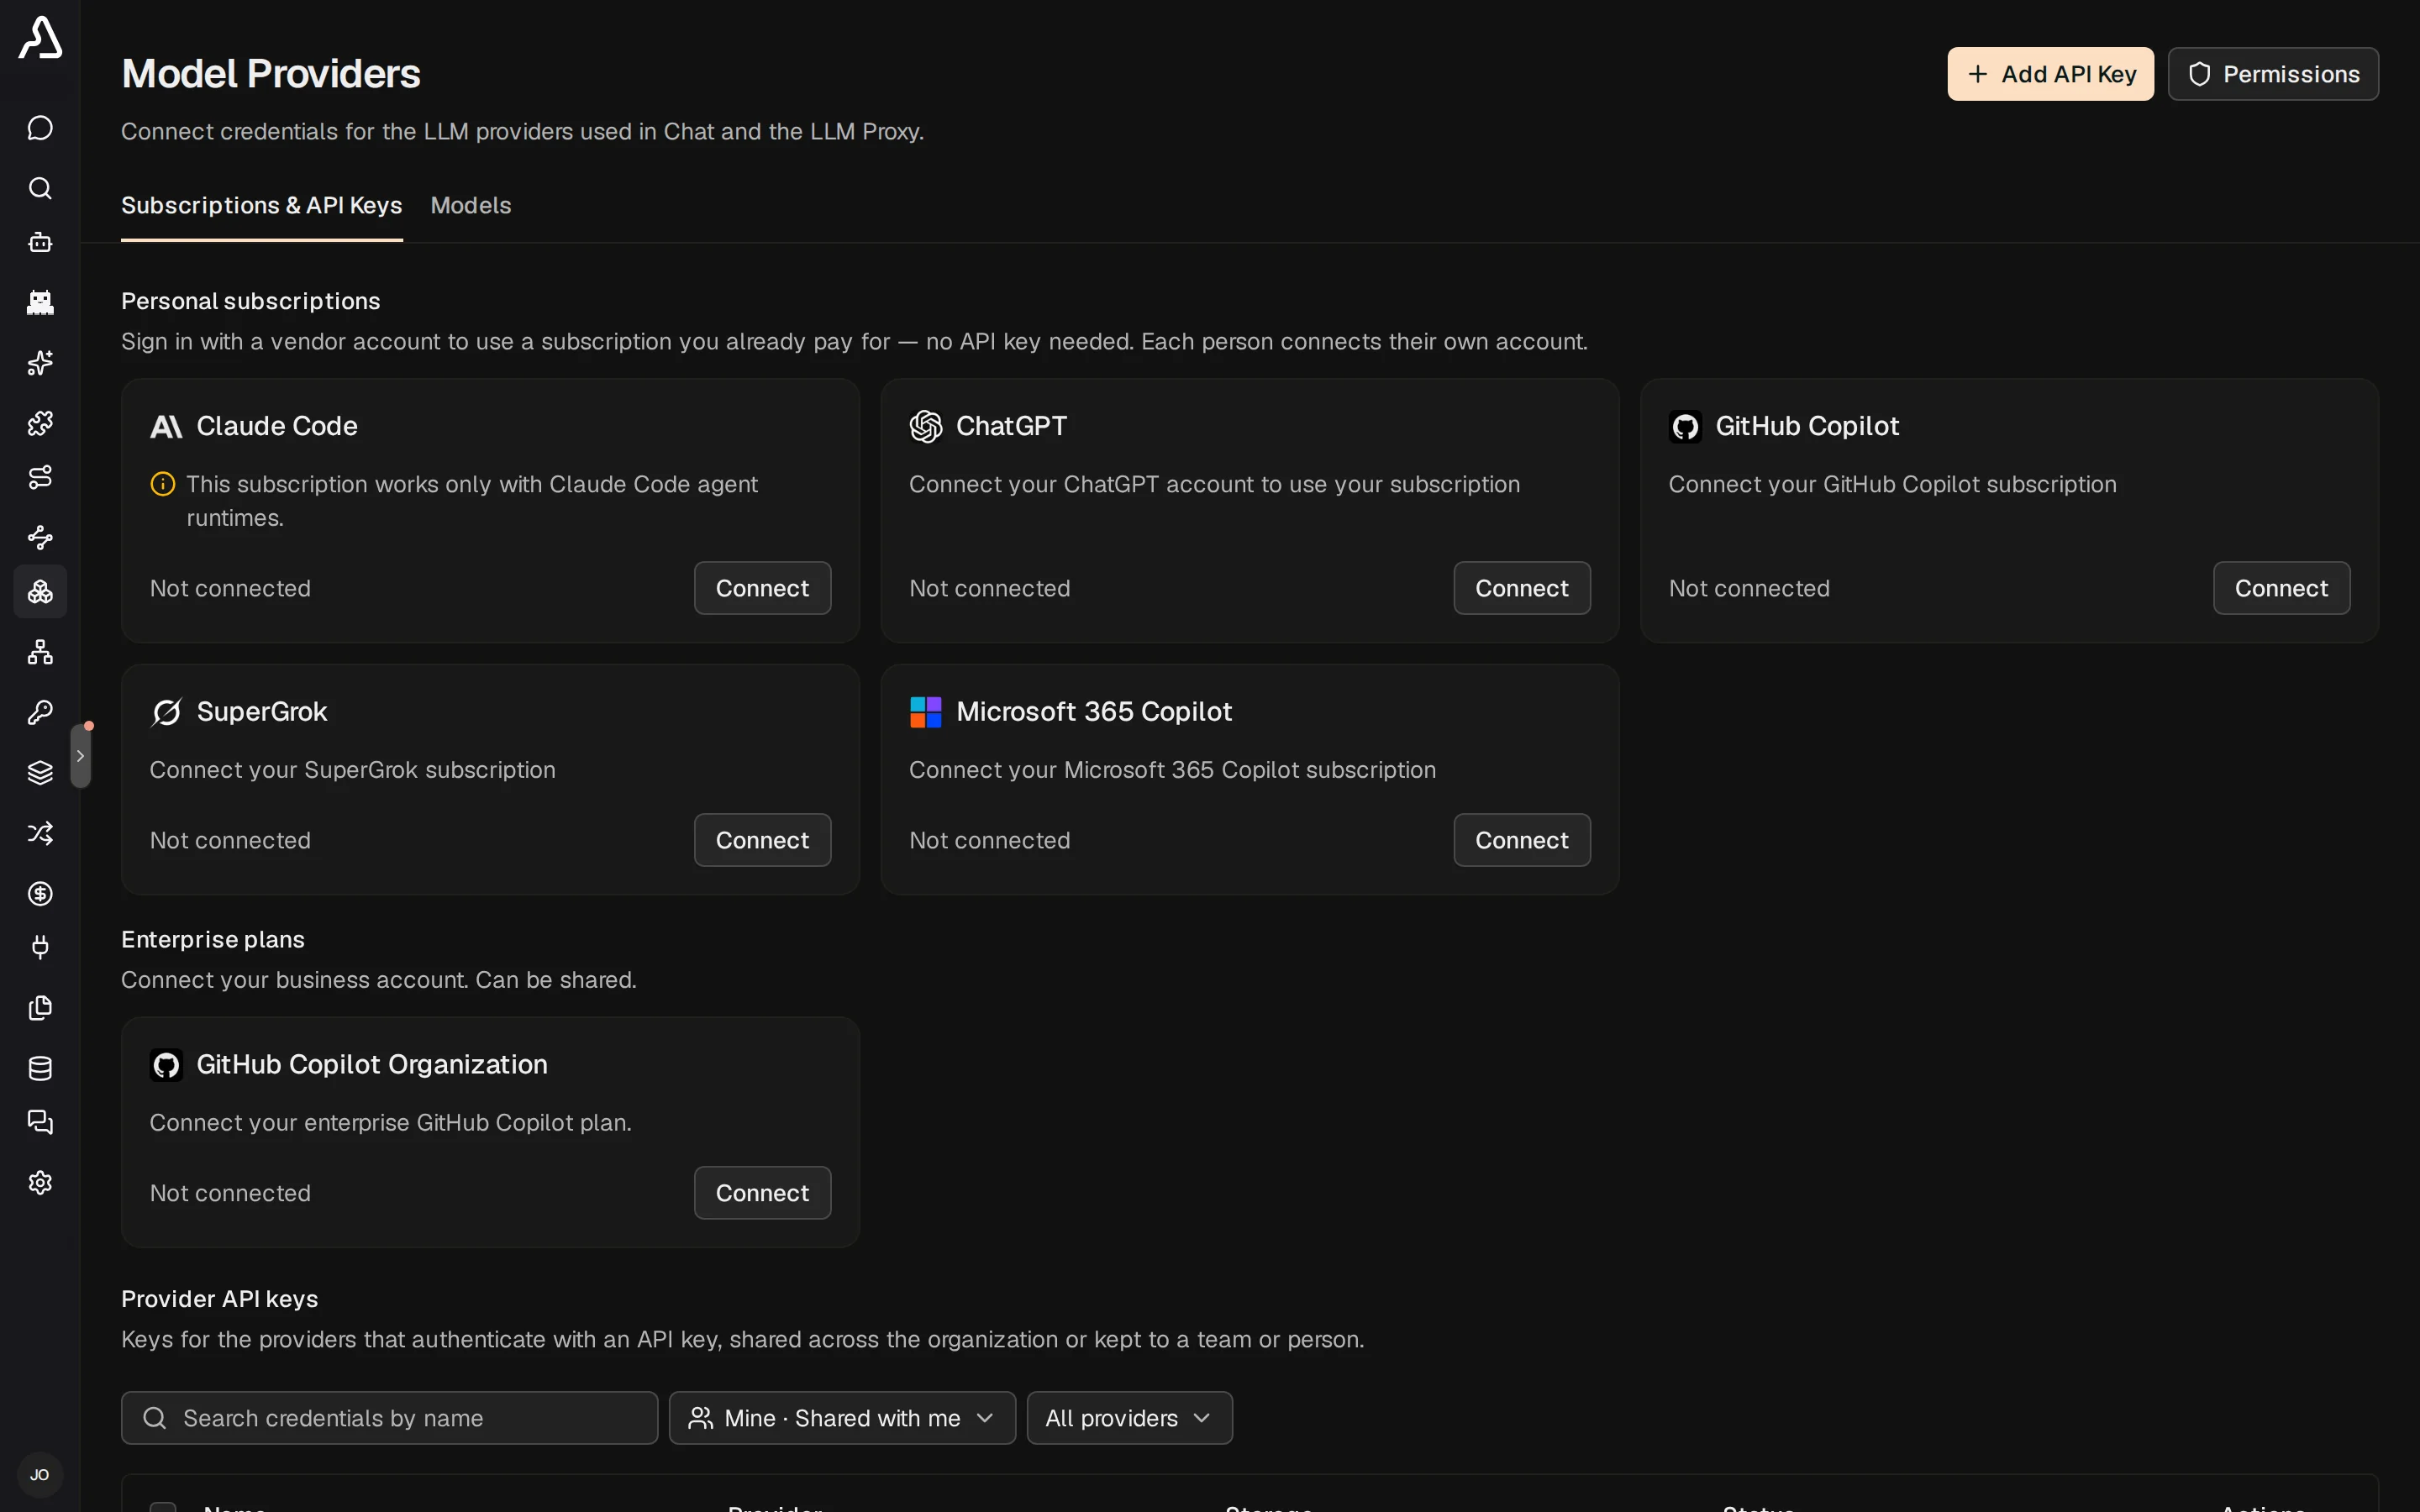 Model Providers
Add API Key
Permissions
Connect credentials for the LLM providers used in Chat and the LLM Proxy.
Subscriptions & API Keys
Models
Personal subscriptions
Sign in with a vendor account to use a subscription you already pay for — no API key needed. Each person connects their own account.
Claude Code
This subscription works only with Claude Code agent
runtimes.
Not connected
Connect
ChatGPT
Connect your ChatGPT account to use your subscription
Not connected
Connect
GitHub Copilot
Connect your GitHub Copilot subscription
Not connected
Connect
SuperGrok
Connect your SuperGrok subscription
Not connected
Connect
Microsoft 365 Copilot
Connect your Microsoft 365 Copilot subscription
Not connected
Connect
Enterprise plans
Connect your business account. Can be shared.
GitHub Copilot Organization
Connect your enterprise GitHub Copilot plan.
Not connected
Connect
Provider API keys
Keys for the providers that authenticate with an API key, shared across the organization or kept to a team or person.
Search credentials by name
Mine · Shared with me
All providers
JO
Name
Provider
Storage
Status
Actions